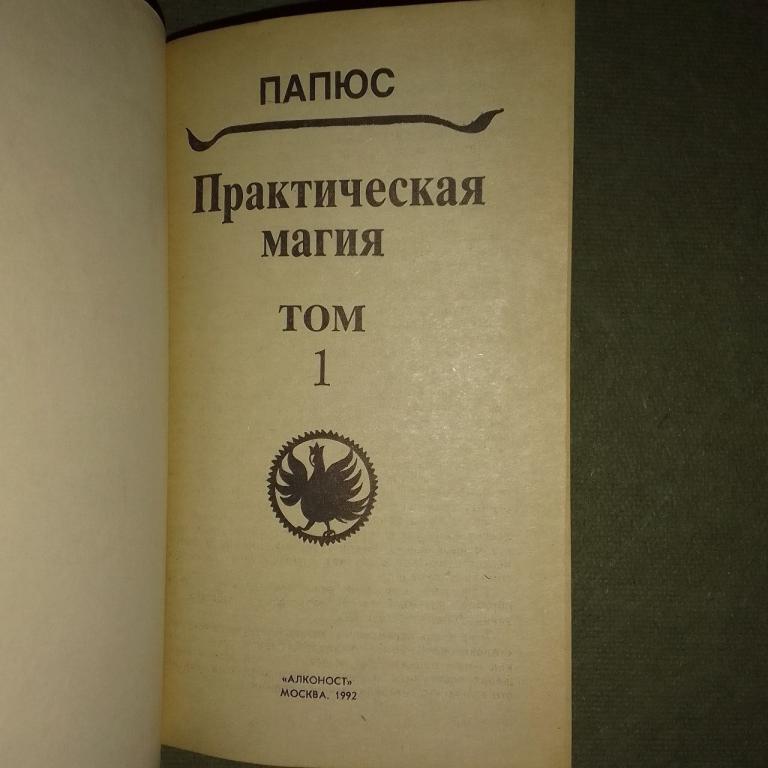 ПАПЮС
Практическая
магия
том
1
«АЛКОНОСТ»
МОСКВА. 1992